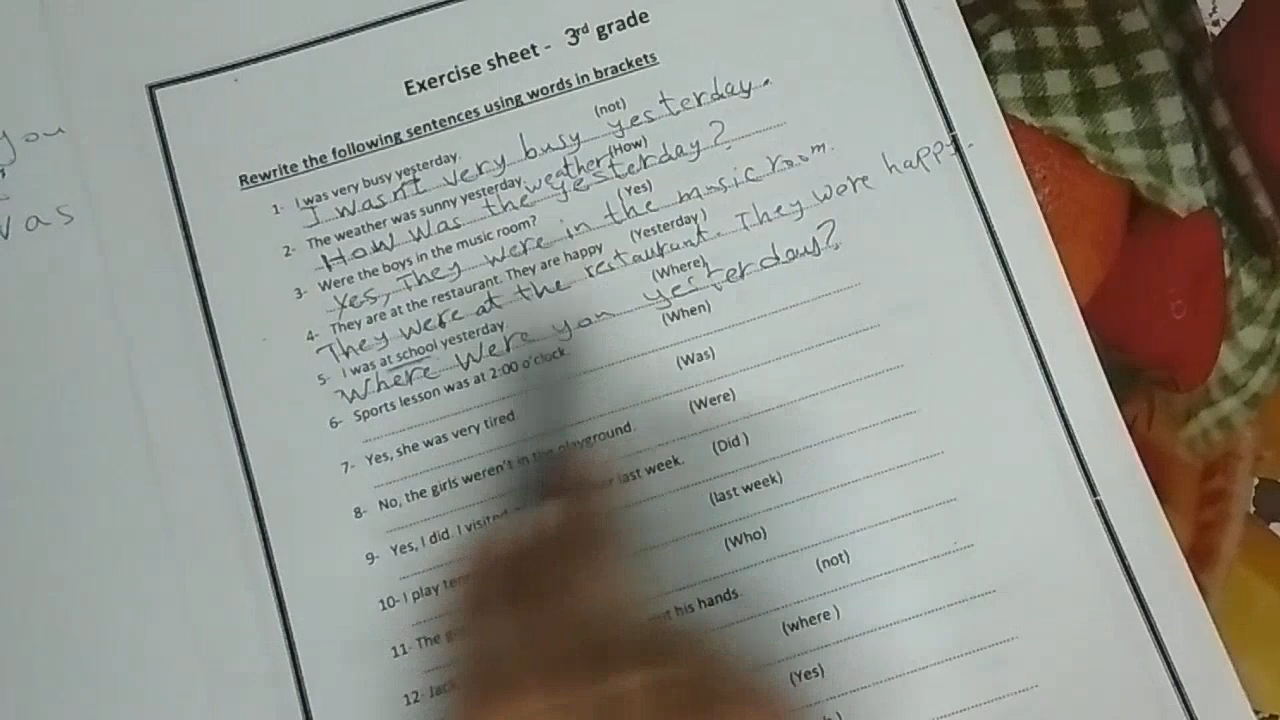 you
was
Exercise sheet - 3rd grade
Rewrite the following sentences using words in brackets
1- I was very busy yesterday. (not)
I wasn't very busy yesterday.
2- The weather was sunny yesterday. (How)
How was the weather yesterday?
3- Were the boys in the music room? (Yes)
Yes, They were in the music room.
4- They are at the restaurant. They are happy (Yesterday)
They were at the restaurant. They were happy.
5- I was at school yesterday (Where)
Where were you yesterday?
6- Sports lesson was at 2:00 o'clock. (When)
7- Yes, she was very tired (Was)
8- No, the girls weren't in the playground. (Were)
9- Yes, I did. I visited last week. (Did)
10- I play (last week)
11- The (Who)
12- his hands. (not)
(where)
(Yes)